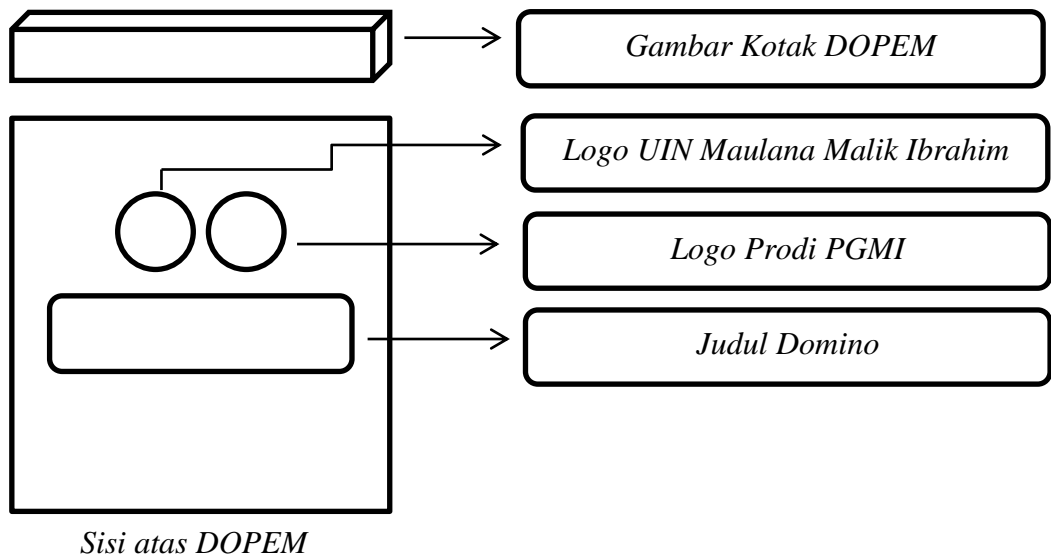 Gambar Kotak DOPEM
Logo UIN Maulana Malik Ibrahim
Logo Prodi PGMI
Judul Domino
Sisi atas DOPEM